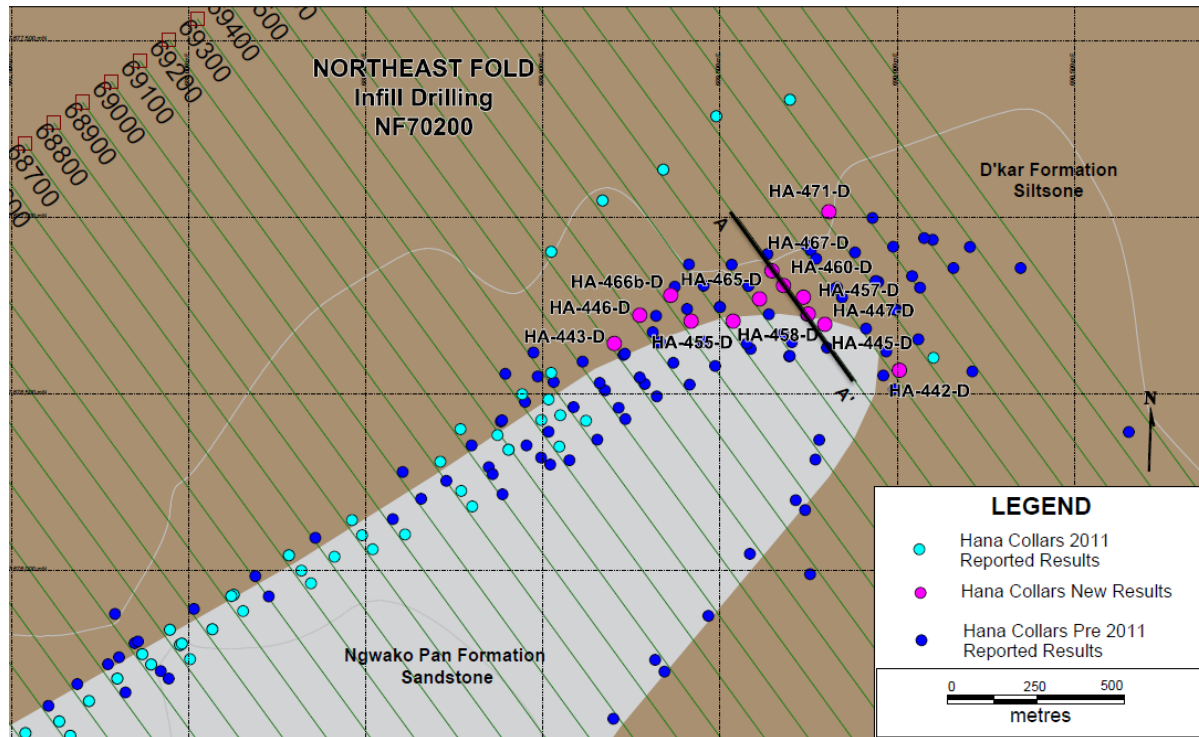 69400
69300
69200
69100
69000
68900
68800
68700
NORTHEAST FOLD
Infill Drilling
NF70200
D'kar Formation
Siltsone
HA-471-D
A
HA-467-D
HA-460-D
HA-466b-D
HA-465-D
HA-457-D
HA-446-D
HA-447-D
HA-443-D
HA-455-D
HA-458-D
HA-445-D
A'
HA-442-D
N
Ngwako Pan Formation
Sandstone
LEGEND
Hana Collars 2011
Reported Results
Hana Collars New Results
Hana Collars Pre 2011
Reported Results
0 250 500
metres